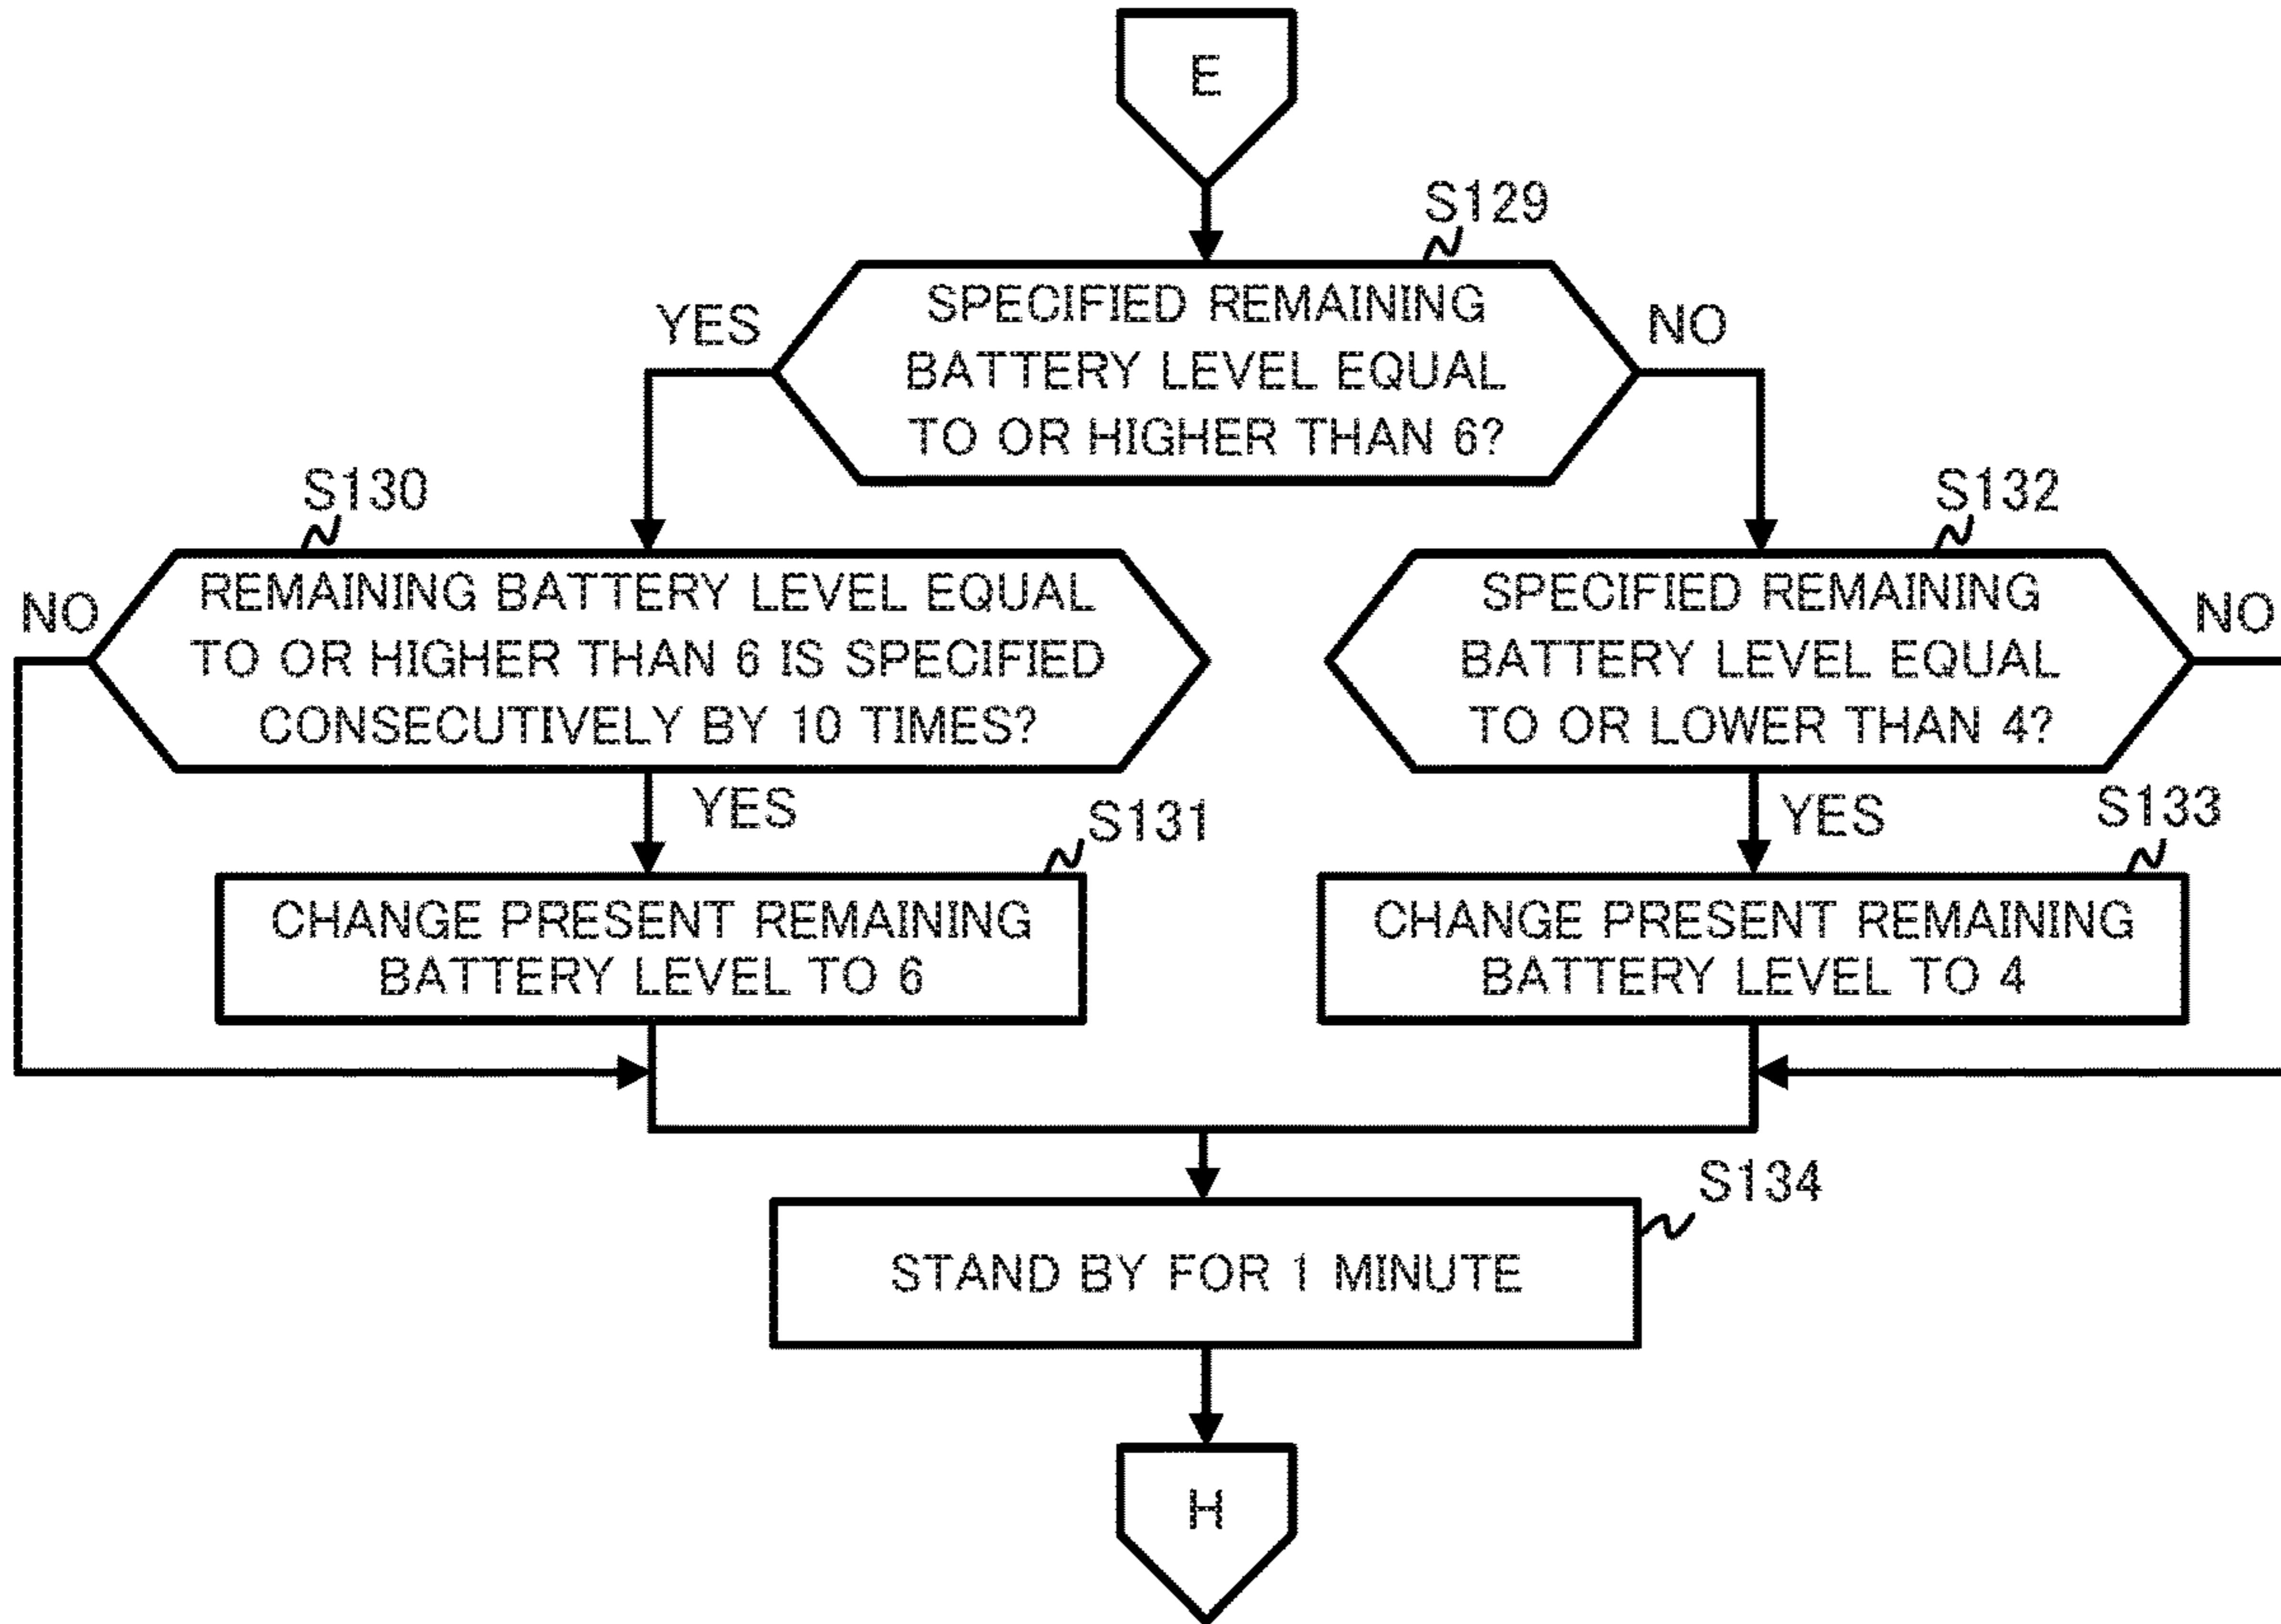 E
S129
YES
SPECIFIED REMAINING
BATTERY LEVEL EQUAL
TO OR HIGHER THAN 6?
NO
S130
NO
REMAINING BATTERY LEVEL EQUAL
TO OR HIGHER THAN 6 IS SPECIFIED
CONSECUTIVELY BY 10 TIMES?
S132
SPECIFIED REMAINING
BATTERY LEVEL EQUAL
TO OR LOWER THAN 4?
NO
YES
S131
CHANGE PRESENT REMAINING
BATTERY LEVEL TO 6
YES
S133
CHANGE PRESENT REMAINING
BATTERY LEVEL TO 4
S134
STAND BY FOR 1 MINUTE
H